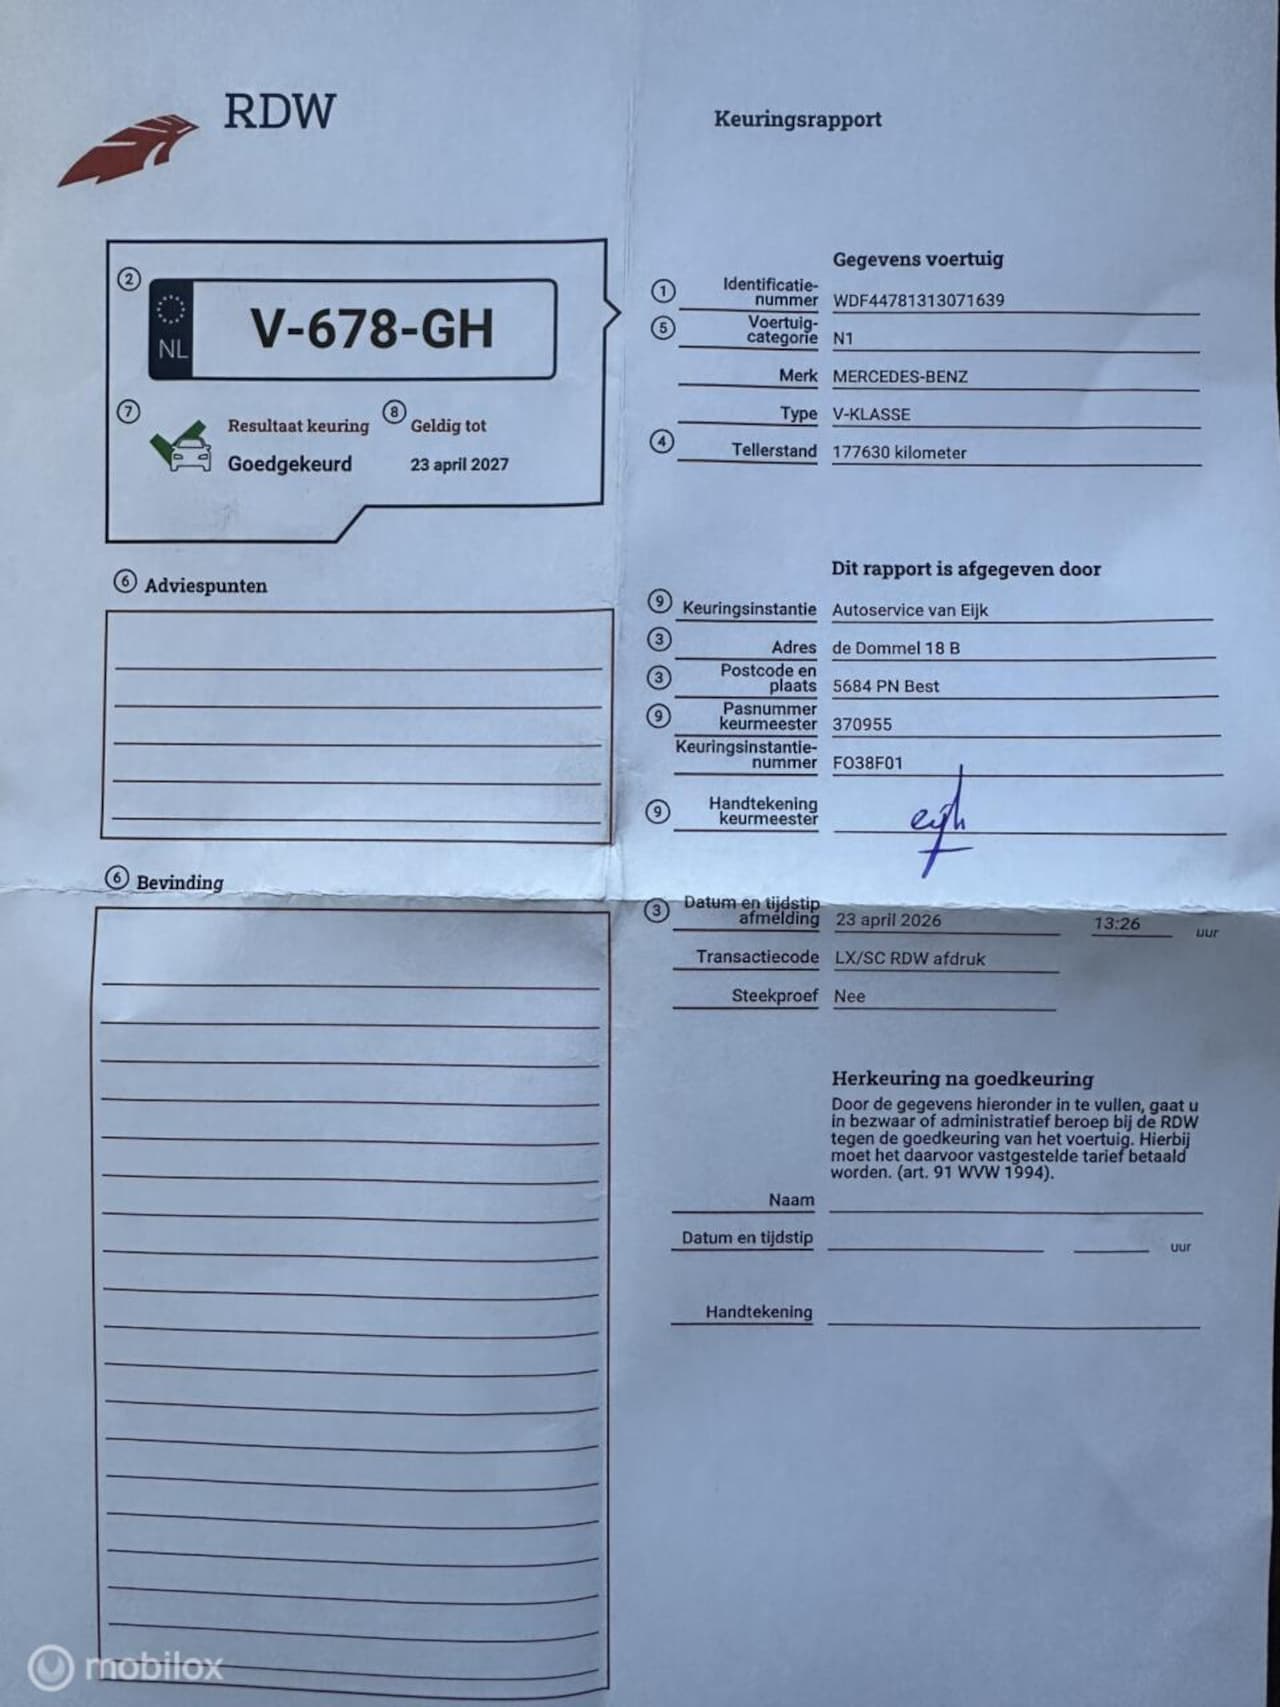 RDW
Keuringsrapport
2
NL
V-678-GH
7
Resultaat keuring
Goedgekeurd
8
Geldig tot
23 april 2027
6 Adviespunten
6 Bevinding
Gegevens voertuig
1 Identificatie-
nummer WDF44781313071639
5 Voertuig-
categorie N1
Merk MERCEDES-BENZ
Type V-KLASSE
4 Tellerstand 177630 kilometer
Dit rapport is afgegeven door
9 Keuringsinstantie Autoservice van Eijk
3 Adres de Dommel 18 B
3 Postcode en
plaats 5684 PN Best
9 Pasnummer
keurmeester 370955
Keuringsinstantie-
nummer FO38F01
9 Handtekening
keurmeester
3 Datum en tijdstip
afmelding 23 april 2026 13:26 uur
Transactiecode LX/SC RDW afdruk
Steekproef Nee
Herkeuring na goedkeuring
Door de gegevens hieronder in te vullen, gaat u
in bezwaar of administratief beroep bij de RDW
tegen de goedkeuring van het voertuig. Hierbij
moet het daarvoor vastgestelde tarief betaald
worden. (art. 91 WVW 1994).
Naam
Datum en tijdstip uur
Handtekening
mobilox